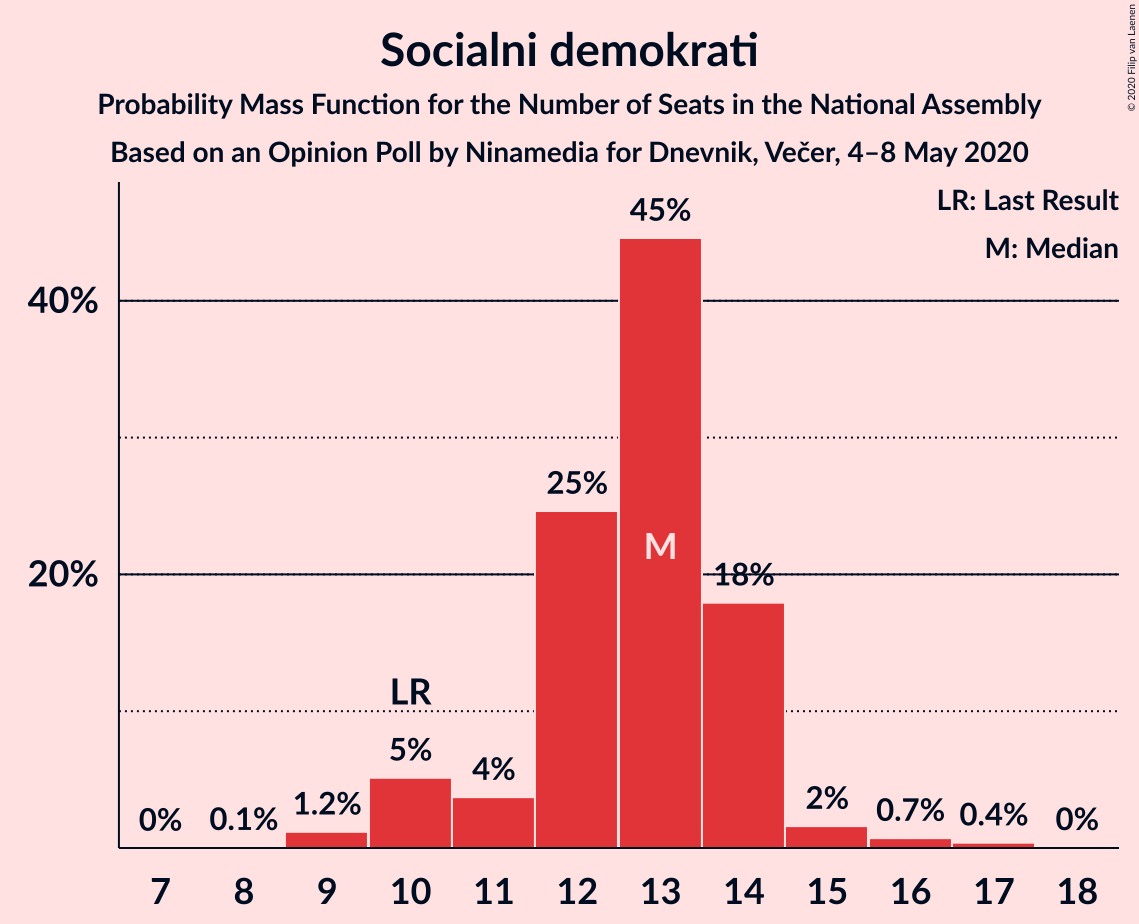 Socialni demokrati
Probability Mass Function for the Number of Seats in the National Assembly
Based on an Opinion Poll by Ninamedia for Dnevnik, Večer, 4–8 May 2020
© 2020 Filip van Laenen
LR: Last Result
M: Median
45%
40%
25%
M
20%
18%
LR
5%
4%
2%
1.2%
0.7%
0.4%
0%
0.1%
0%
7 8 9 10 11 12 13 14 15 16 17 18